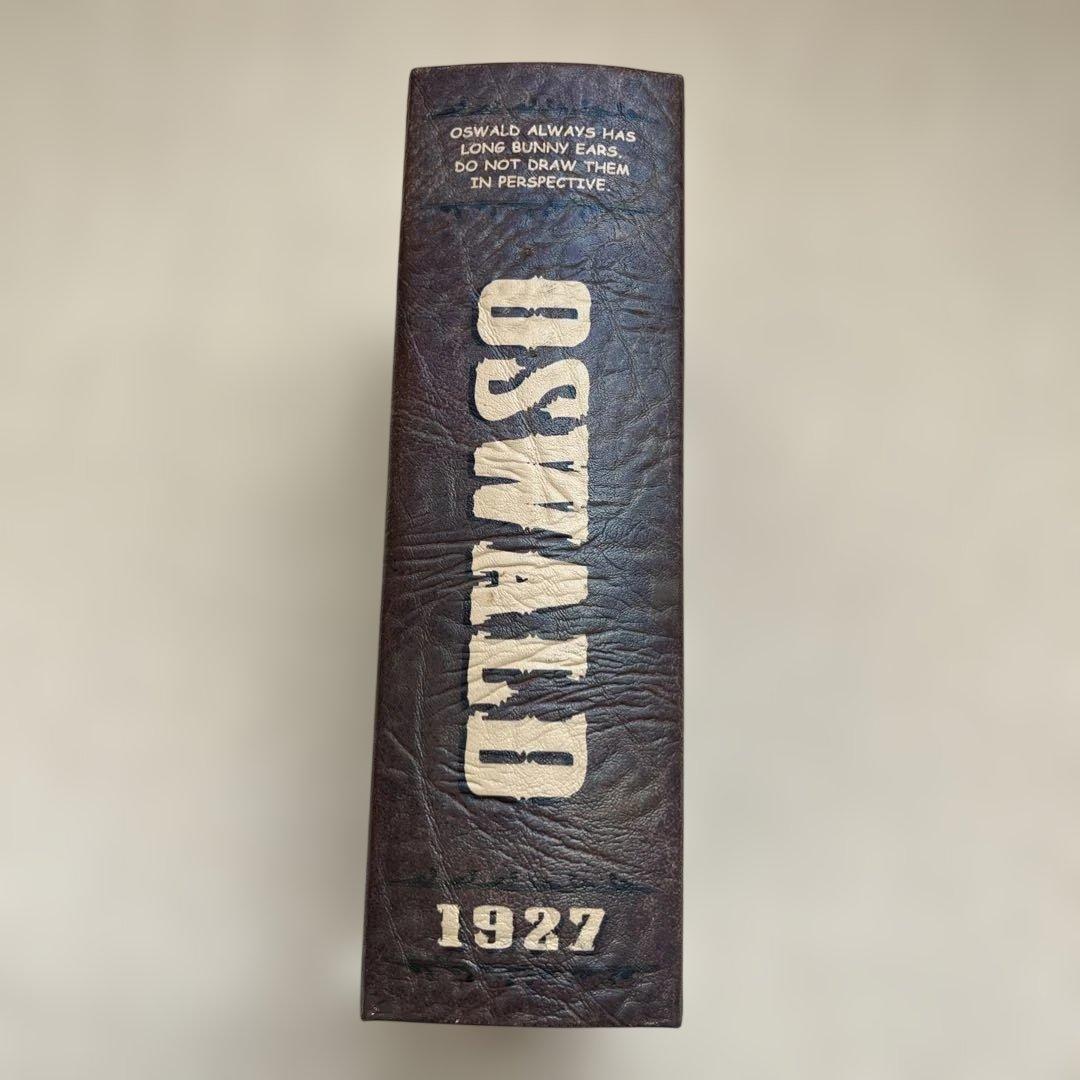 OSWALD ALWAYS HAS
LONG BUNNY EARS.
DO NOT DRAW THEM
IN PERSPECTIVE.
OSWALD
1927